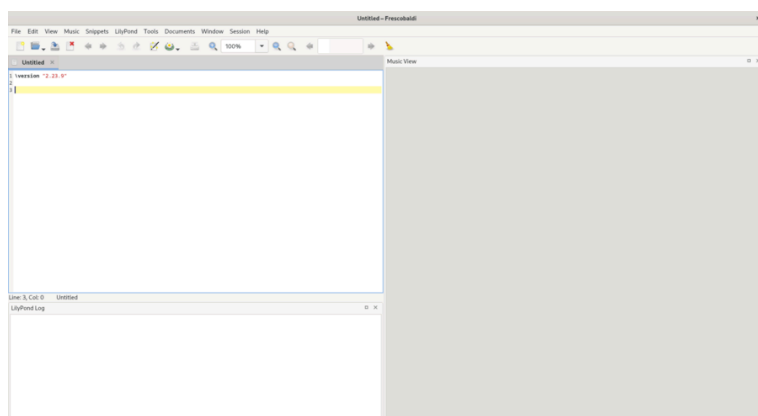 Untitled - Frescobaldi
File Edit View Music Snippets LilyPond Tools Documents Window Session Help
100%
Untitled
Music View
1 \version "2.23.9"
2
3
Line: 3, Col: 0 Untitled
LilyPond Log